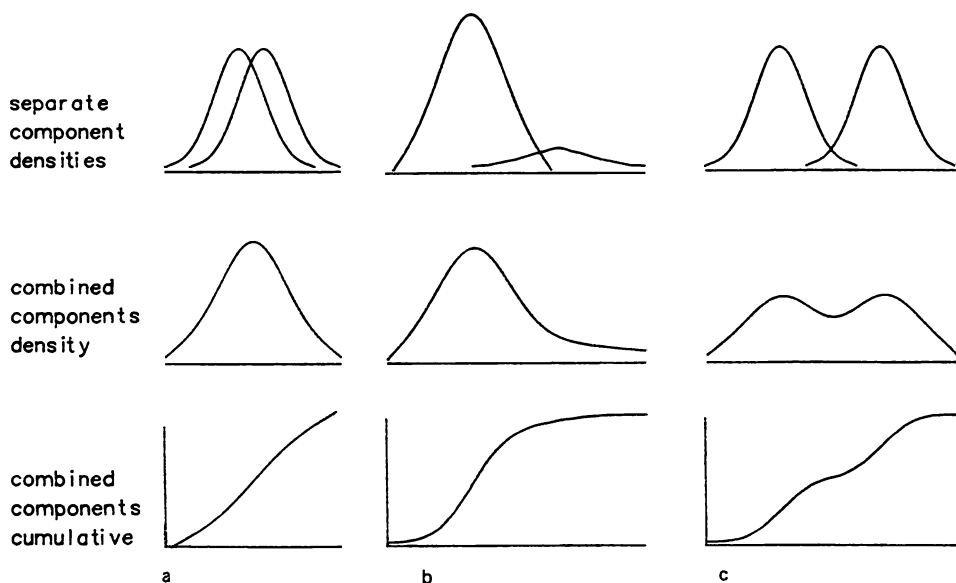 separate
component
densities
combined
components
density
combined
components
cumulative
a b c